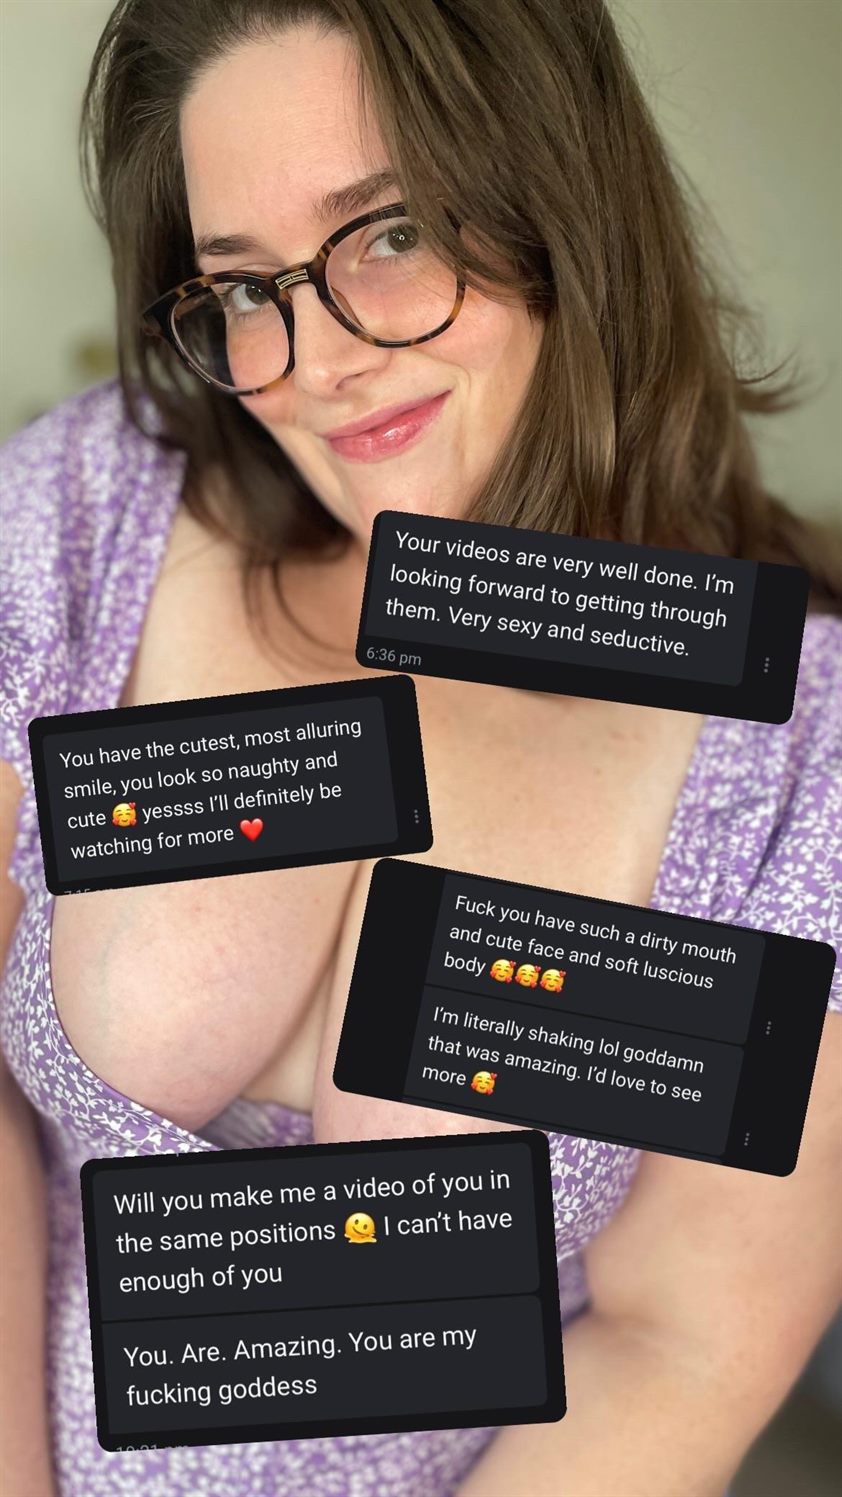 Your videos are very well done. I'm
looking forward to getting through
them. Very sexy and seductive.
6:36 pm
You have the cutest, most alluring
smile, you look so naughty and
cute 🥰 yessss I'll definitely be
watching for more ❤️
Fuck you have such a dirty mouth
and cute face and soft luscious
body 🥰🥰🥰
I'm literally shaking lol goddamn
that was amazing. I'd love to see
more 🥰
Will you make me a video of you in
the same positions 🫠 I can't have
enough of you
You. Are. Amazing. You are my
fucking goddess